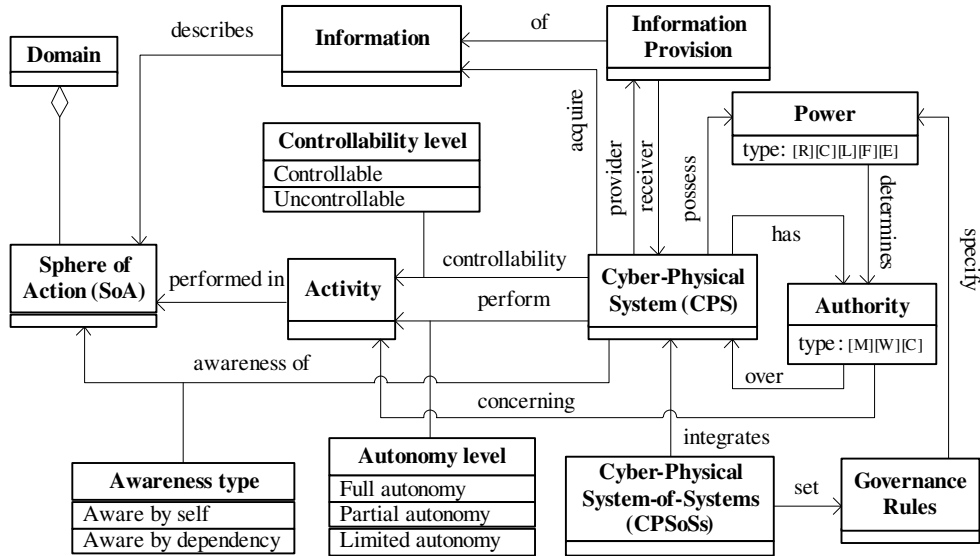 Domain
describes
Information
of
Information
Provision
acquire
provider
receiver
possess
Power
type: [R][C][L][F][E]
determines
specify
Controllability level
Controllable
Uncontrollable
has
Sphere of
Action (SoA)
performed in
Activity
controllability
perform
Cyber-Physical
System (CPS)
Authority
type: [M][W][C]
awareness of
over
concerning
integrates
Awareness type
Aware by self
Aware by dependency
Autonomy level
Full autonomy
Partial autonomy
Limited autonomy
Cyber-Physical
System-of-Systems
(CPSoSs)
set
Governance
Rules